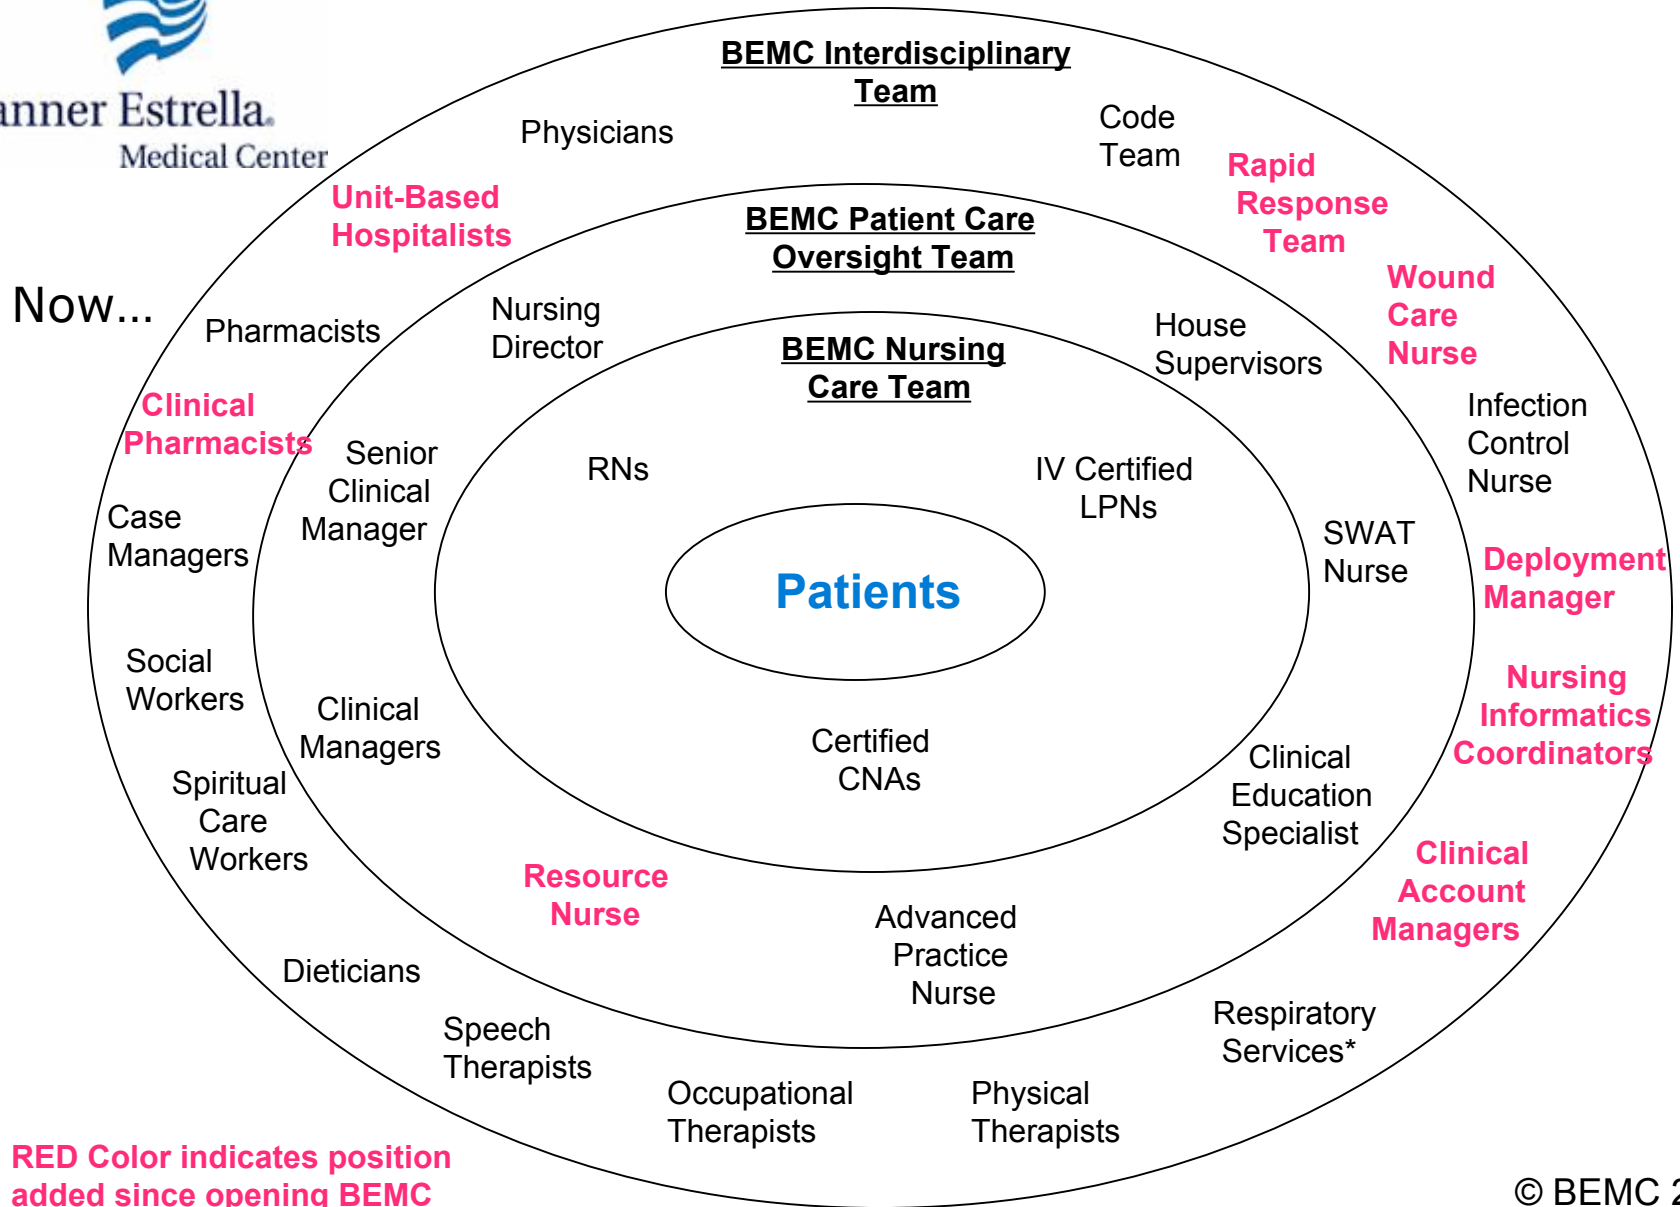 Estrella.
Medical Center
Now...
BEMC Interdisciplinary
Team
Physicians
Code
Team
Unit-Based
Hospitalists
Rapid
Response
Team
Wound
Care
Nurse
Pharmacists
Clinical
Pharmacists
Infection
Control
Nurse
Case
Managers
Deployment
Manager
Social
Workers
Nursing
Informatics
Coordinators
Spiritual
Care
Workers
Clinical
Account
Managers
Dieticians
Speech
Therapists
Occupational
Therapists
Physical
Therapists
Respiratory
Services*
BEMC Patient Care
Oversight Team
Nursing
Director
House
Supervisors
Senior
Clinical
Manager
SWAT
Nurse
Clinical
Managers
Clinical
Education
Specialist
Resource
Nurse
Advanced
Practice
Nurse
BEMC Nursing
Care Team
RNs
IV Certified
LPNs
Certified
CNAs
Patients
RED Color indicates position
added since opening BEMC
© BEMC